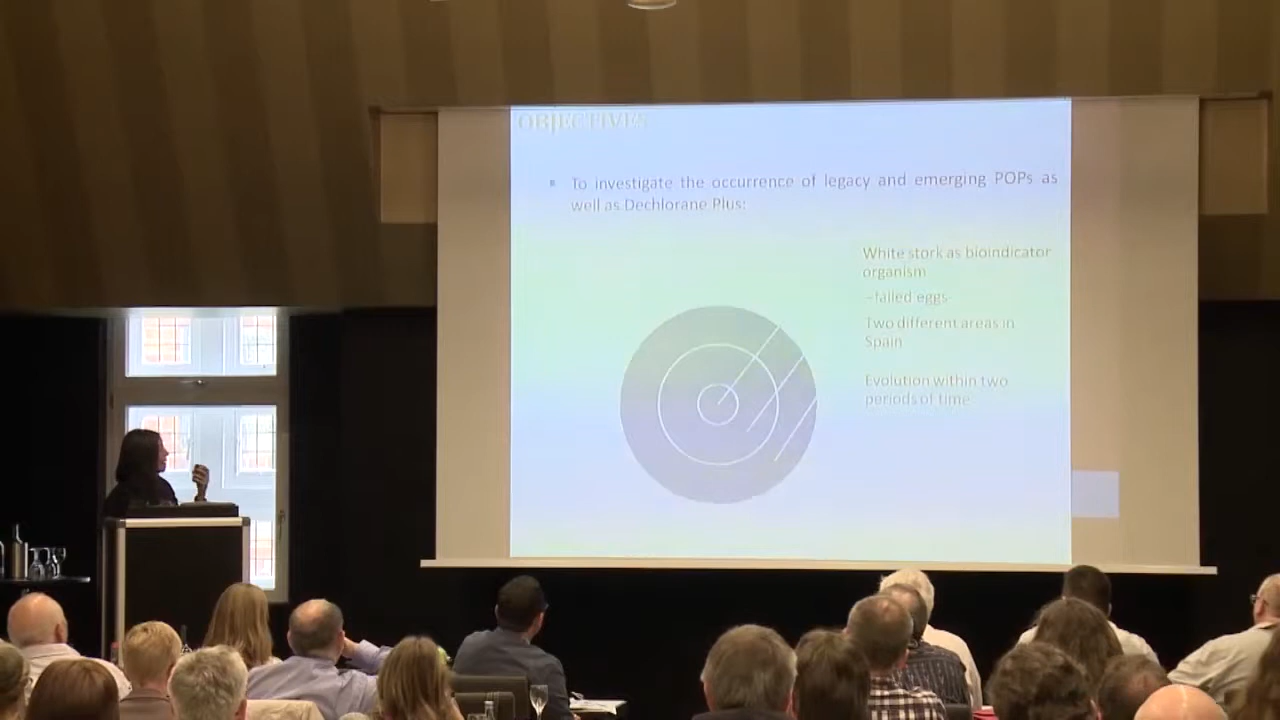 OBJECTIVES
To investigate the occurrence of legacy and emerging POPs as
well as Dechlorane Plus:
White stork as bioindicator
organism
–failed eggs
Two different areas in
Spain
Evolution within two
periods of time